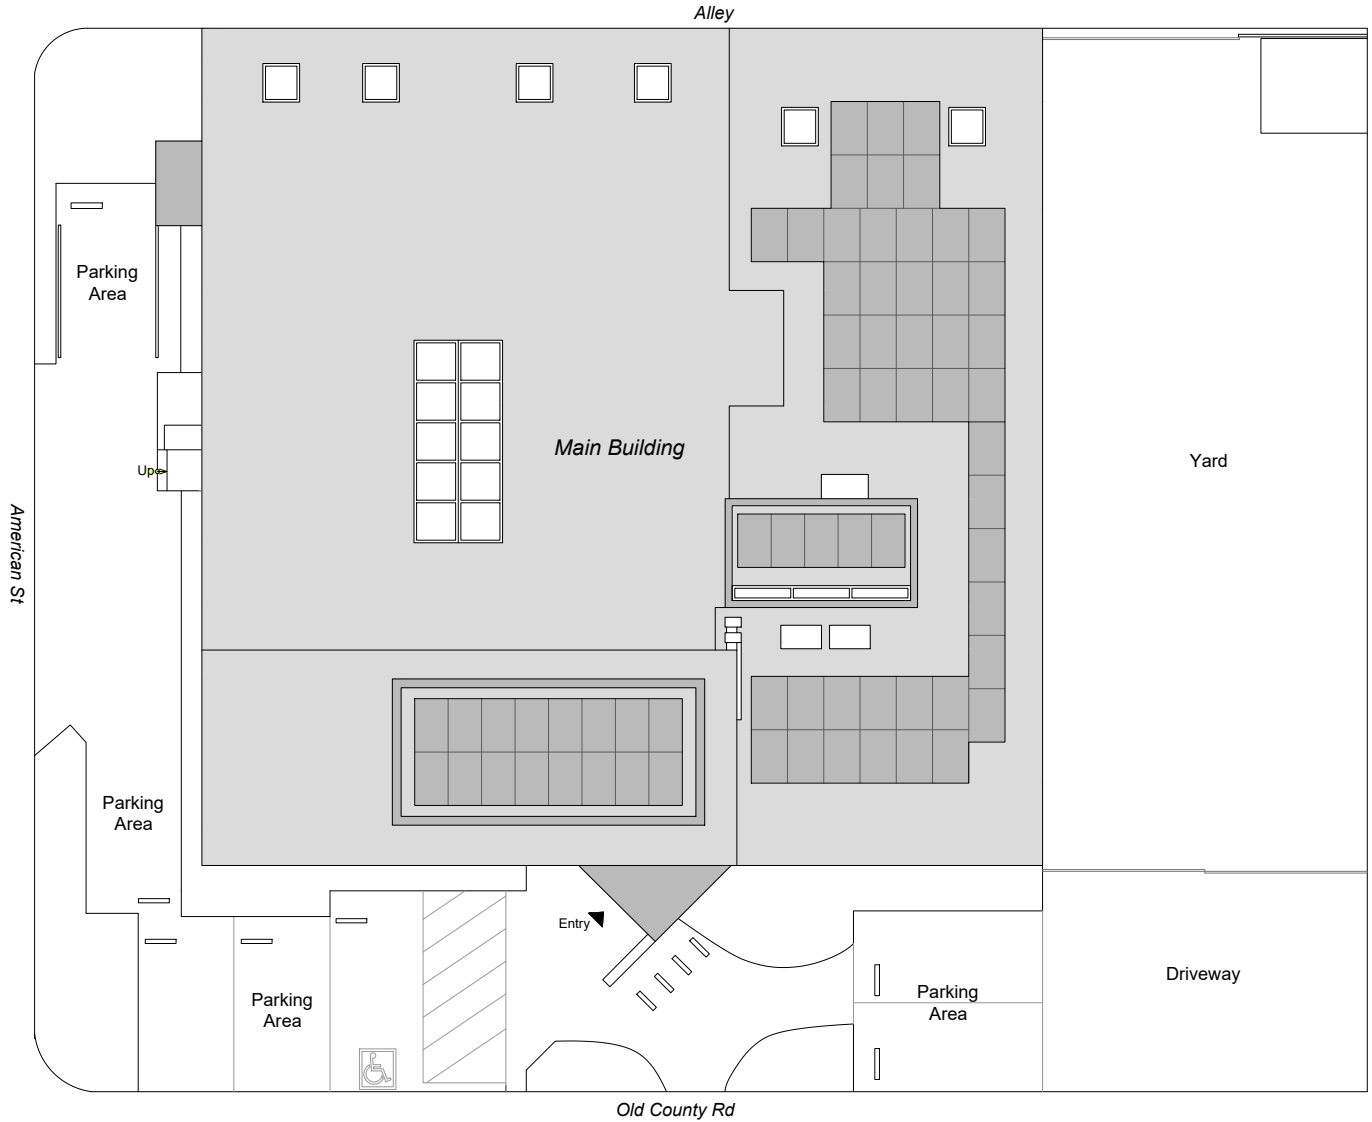 Alley
Parking
Area
Main Building
Yard
Up
American St
Parking
Area
Entry
Driveway
Parking
Area
Parking
Area
Old County Rd